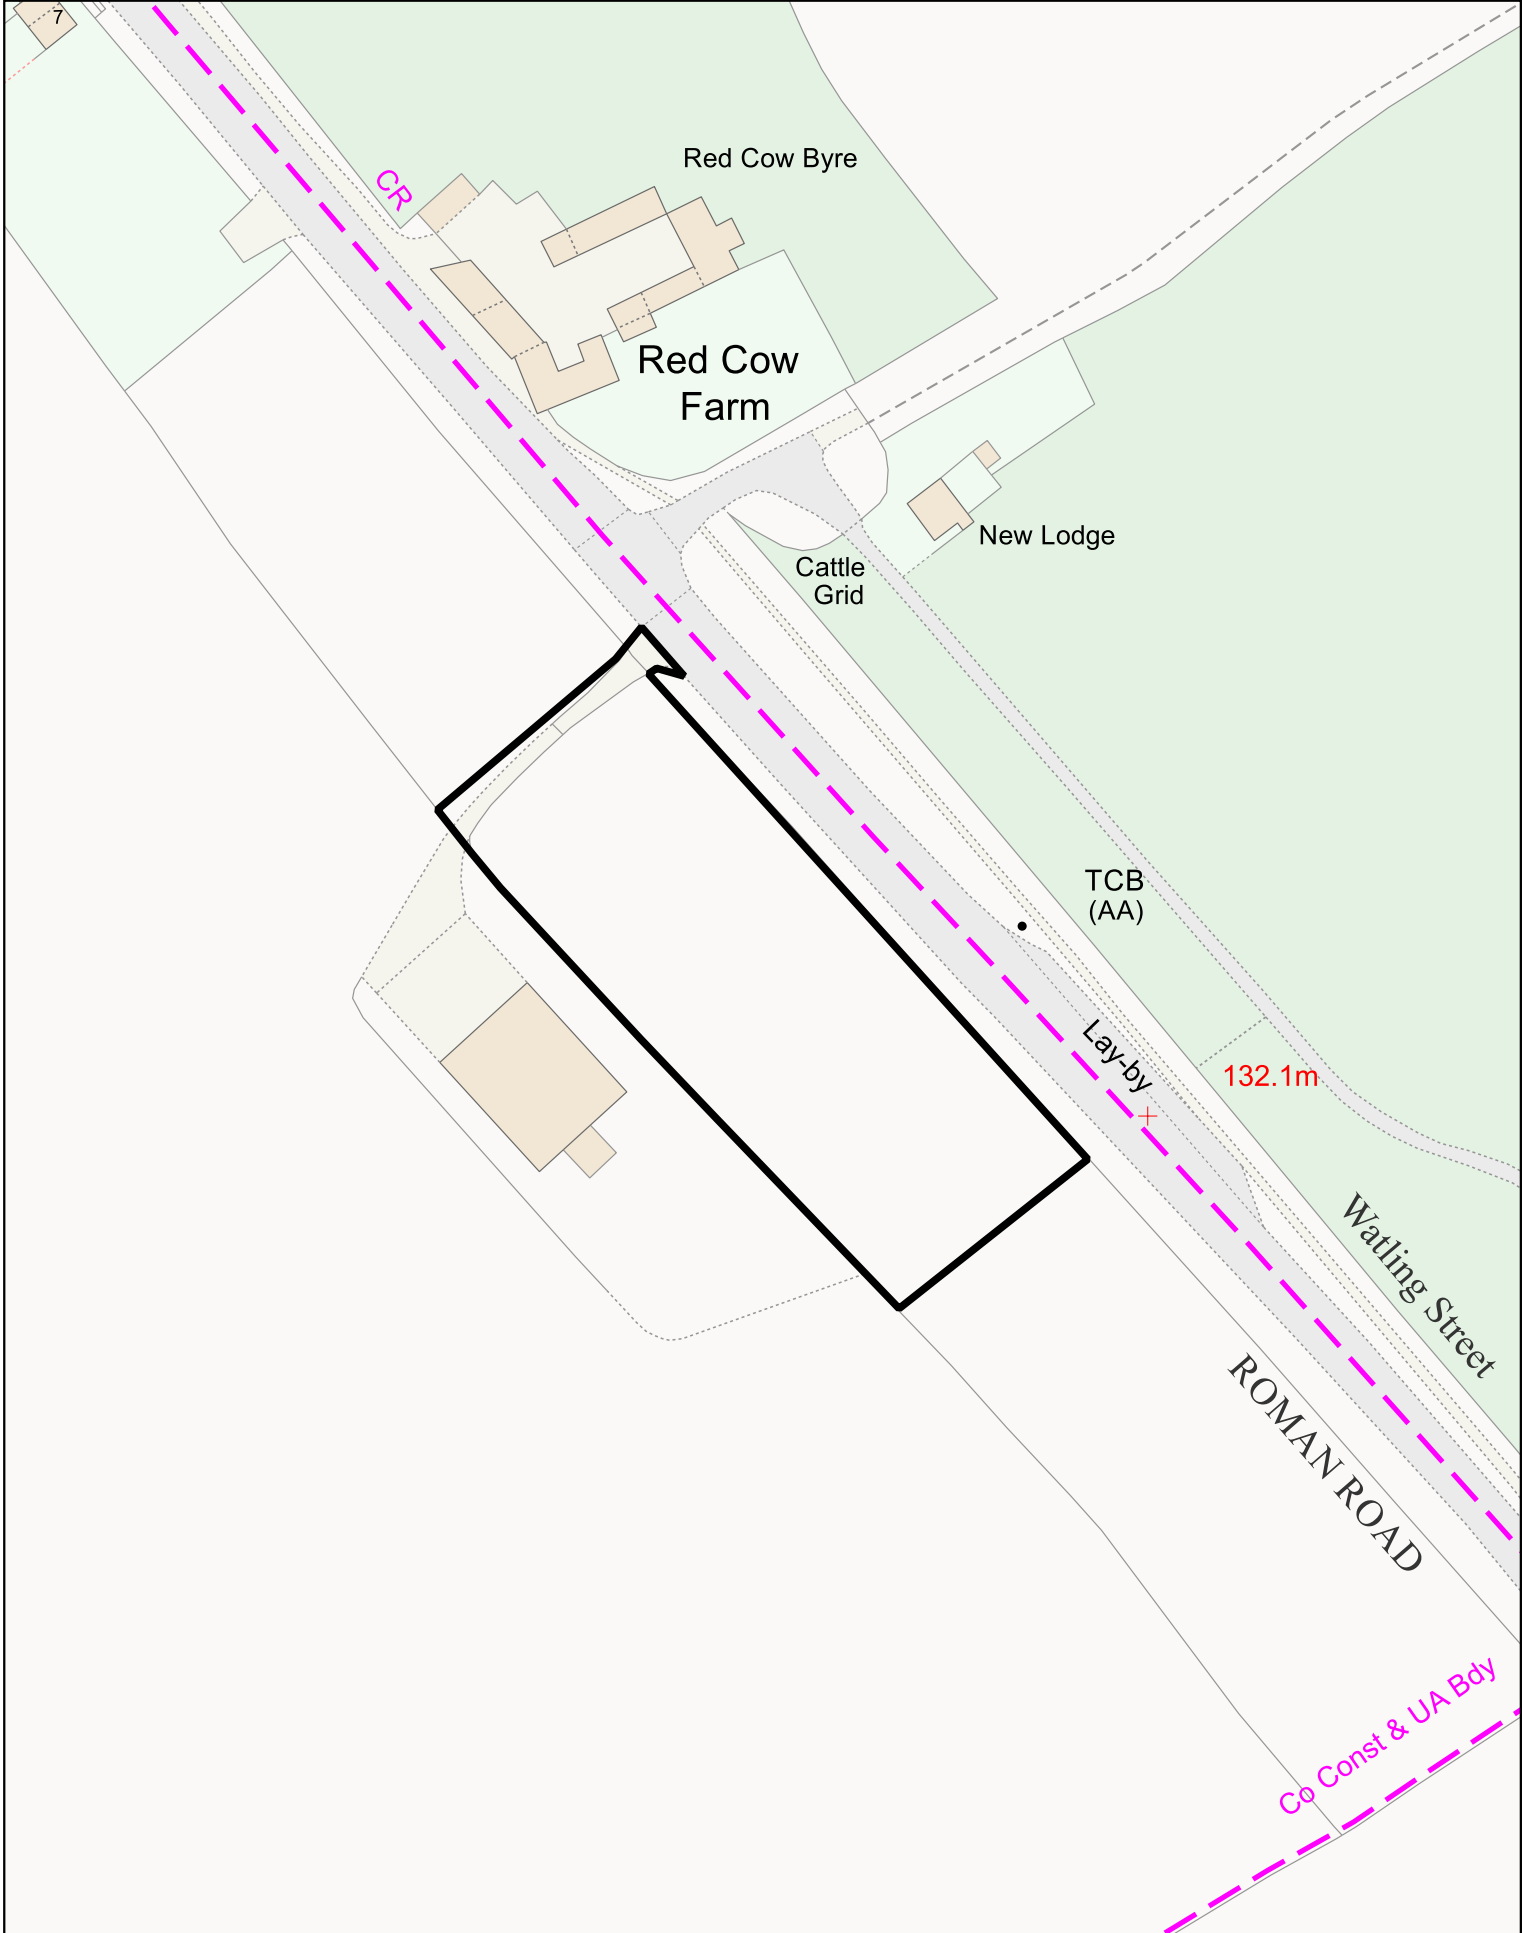 7
Red Cow Byre
CR
Red Cow
Farm
New Lodge
Cattle
Grid
TCB
(AA)
Lay-by
132.1m
Watling Street
ROMAN ROAD
Co Const & UA Bdy